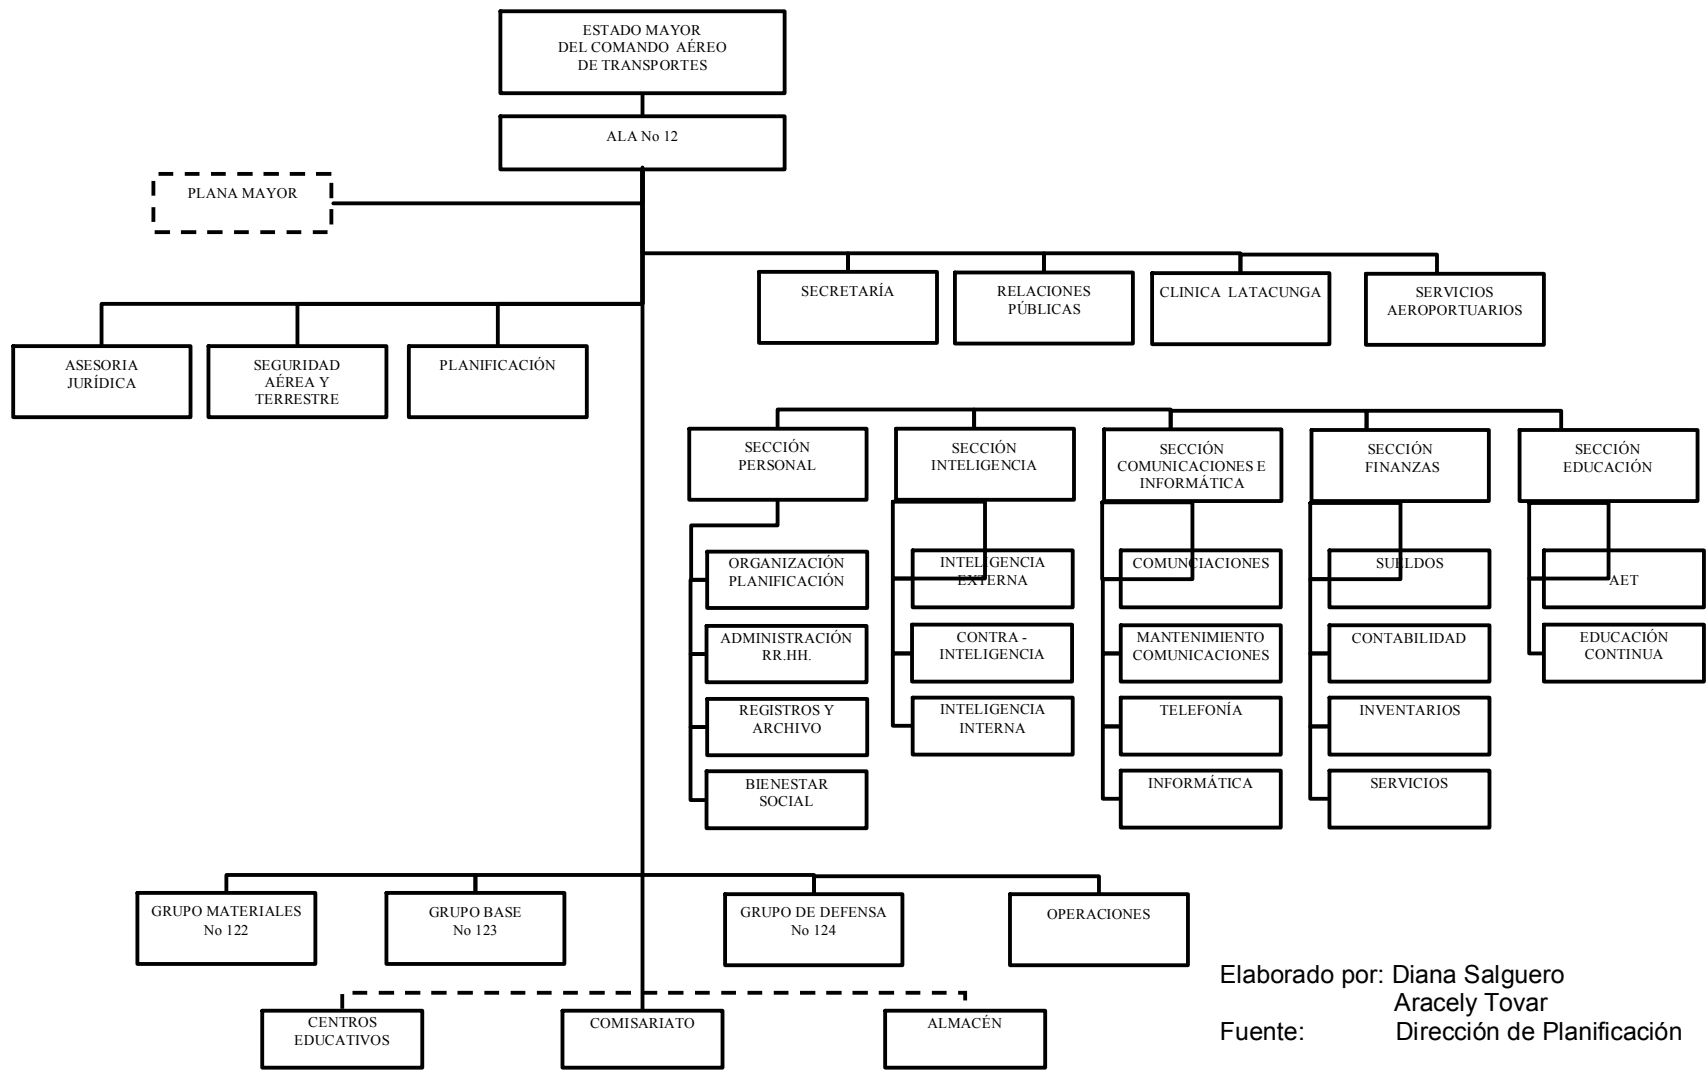 ESTADO MAYOR
DEL COMANDO AÉREO
DE TRANSPORTES
ALA No 12
PLANA MAYOR
SECRETARÍA
RELACIONES
PÚBLICAS
CLINICA LATACUNGA
SERVICIOS
AEROPORTUARIOS
ASESORIA
JURÍDICA
SEGURIDAD
AÉREA Y
TERRESTRE
PLANIFICACIÓN
SECCIÓN
PERSONAL
SECCIÓN
INTELIGENCIA
SECCIÓN
COMUNICACIONES E
INFORMÁTICA
SECCIÓN
FINANZAS
SECCIÓN
EDUCACIÓN
ORGANIZACIÓN
PLANIFICACIÓN
ADMINISTRACIÓN
RR.HH.
REGISTROS Y
ARCHIVO
BIENESTAR
SOCIAL
INTELIGENCIA
EXTERNA
CONTRA -
INTELIGENCIA
INTELIGENCIA
INTERNA
COMUNCIACIONES
MANTENIMIENTO
COMUNICACIONES
TELEFONÍA
INFORMÁTICA
SUELDOS
CONTABILIDAD
INVENTARIOS
SERVICIOS
AET
EDUCACIÓN
CONTINUA
GRUPO MATERIALES
No 122
GRUPO BASE
No 123
GRUPO DE DEFENSA
No 124
OPERACIONES
CENTROS
EDUCATIVOS
COMISARIATO
ALMACÉN
Elaborado por: Diana Salguero
Aracely Tovar
Fuente: Dirección de Planificación